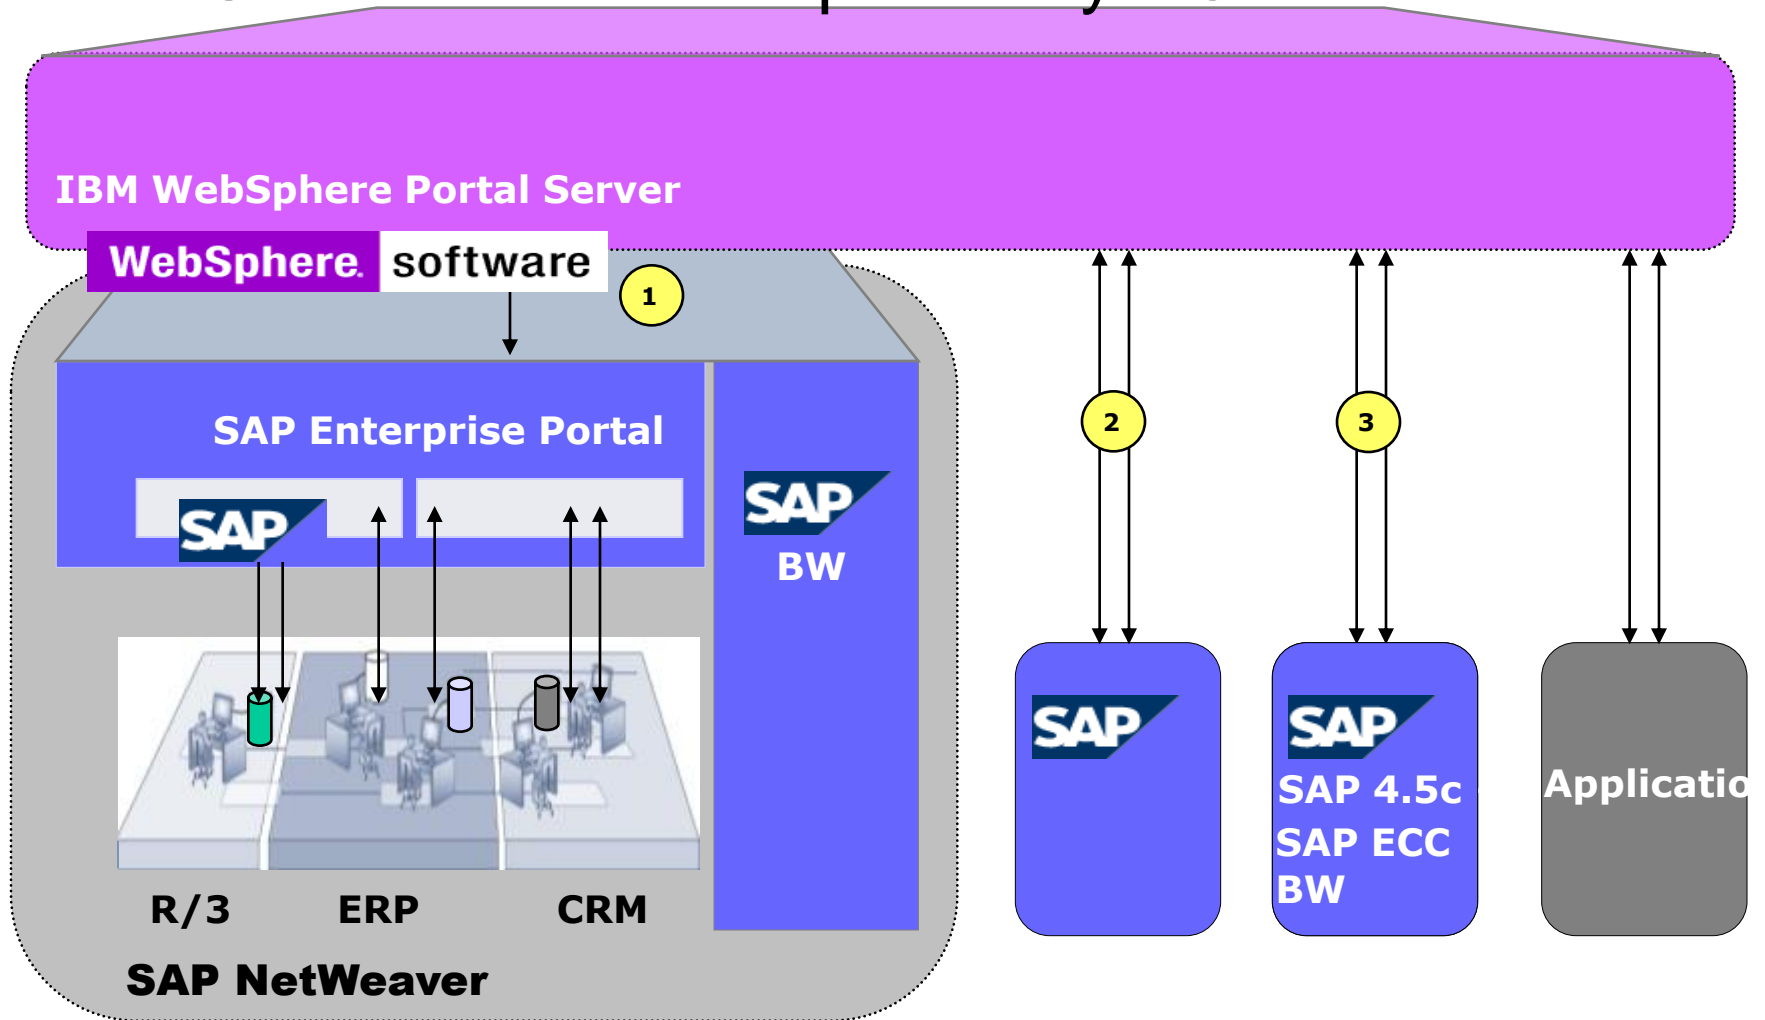 IBM WebSphere Portal Server
WebSphere. software
1
SAP Enterprise Portal
SAP
SAP
BW
R/3
ERP
CRM
SAP NetWeaver
2
3
SAP
SAP
SAP 4.5c
SAP ECC
BW
Applicatio